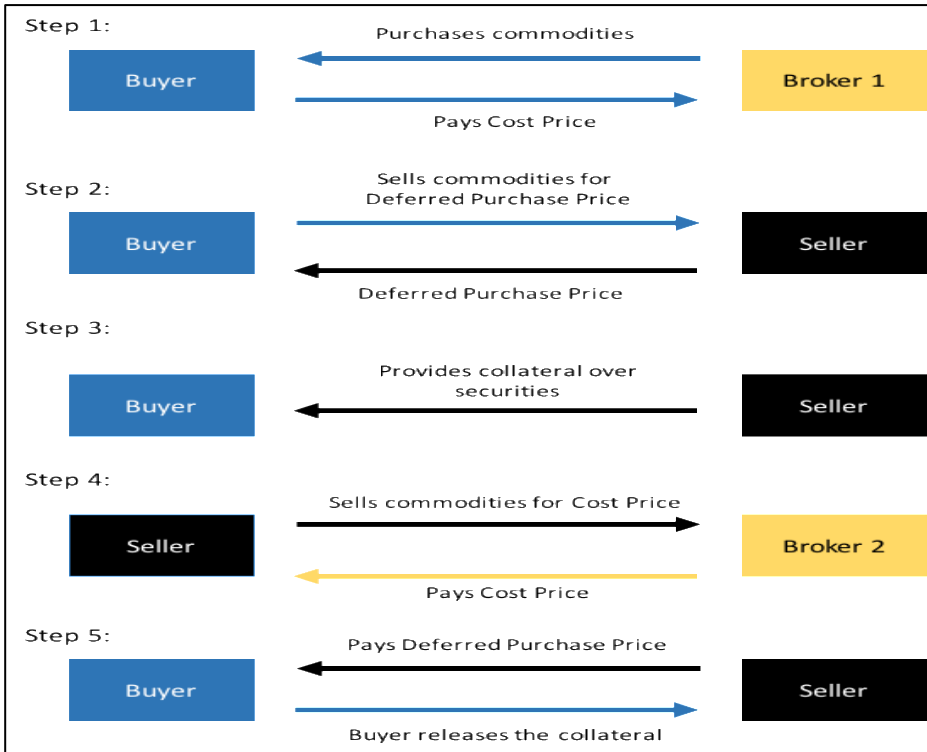 Step 1:
Purchases commodities
Buyer
Broker 1
Pays Cost Price
Step 2:
Sells commodities for
Deferred Purchase Price
Buyer
Seller
Deferred Purchase Price
Step 3:
Provides collateral over
securities
Buyer
Seller
Step 4:
Sells commodities for Cost Price
Seller
Broker 2
Pays Cost Price
Step 5:
Pays Deferred Purchase Price
Buyer
Seller
Buyer releases the collateral